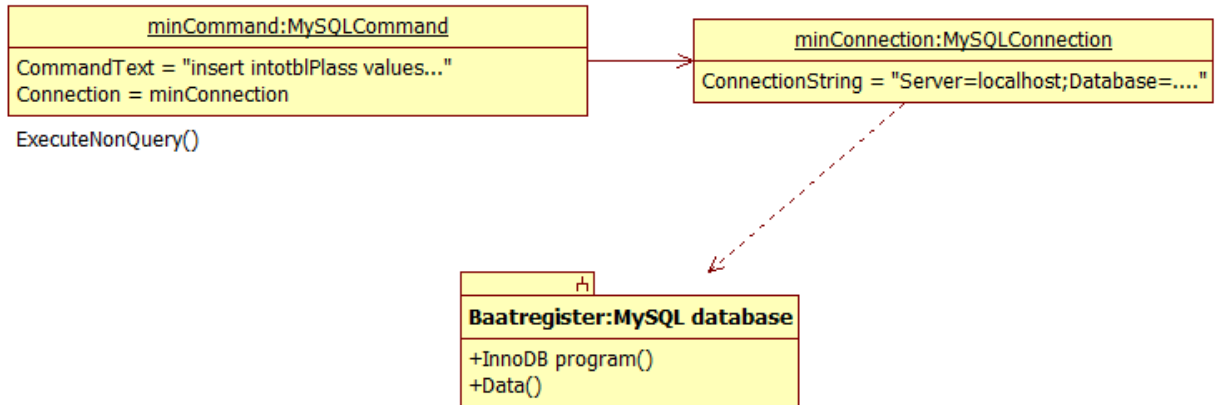 minCommand:MySQLCommand
CommandText = "insert intotblPlass values..."
Connection = minConnection
ExecuteNonQuery()
minConnection:MySQLConnection
ConnectionString = "Server=localhost;Database=...."
Baatregister:MySQL database
+InnoDB program()
+Data()